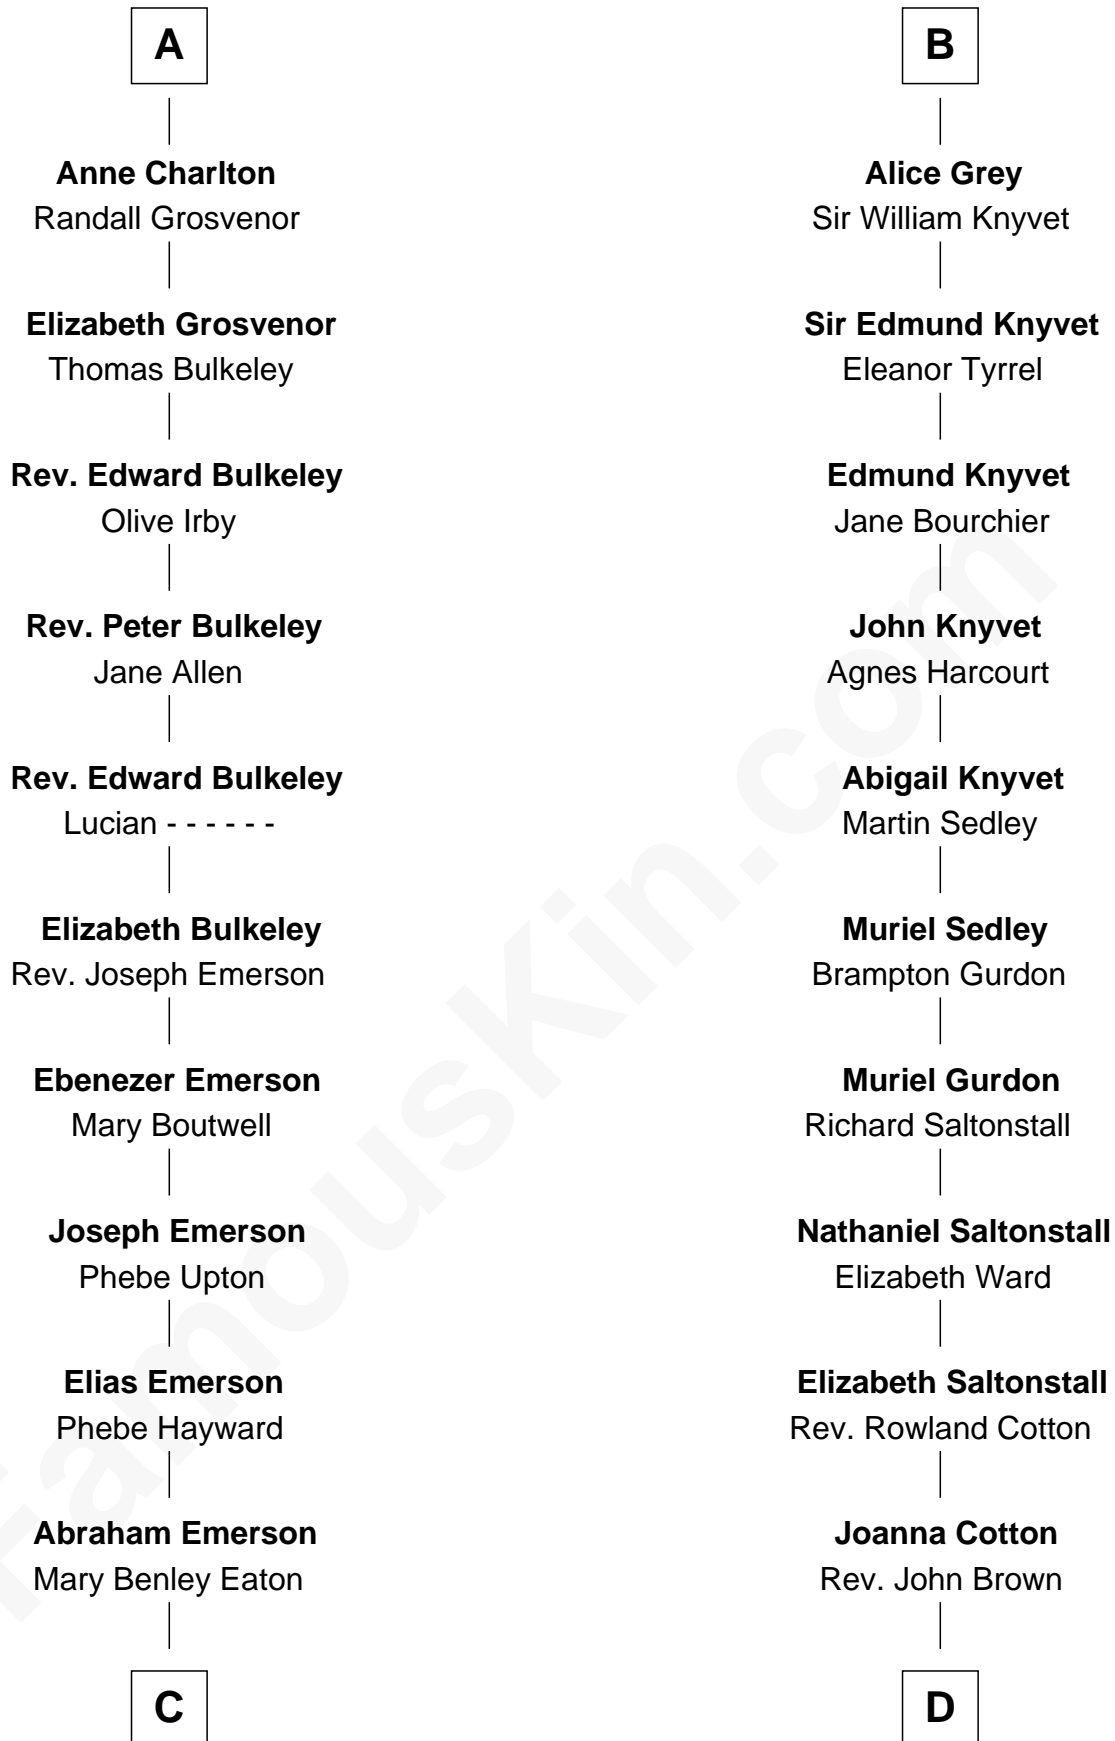 A
Anne Charlton
Randall Grosvenor
Elizabeth Grosvenor
Thomas Bulkeley
Rev. Edward Bulkeley
Olive Irby
Rev. Peter Bulkeley
Jane Allen
Rev. Edward Bulkeley
Lucian - - - - - -
Elizabeth Bulkeley
Rev. Joseph Emerson
Ebenezer Emerson
Mary Boutwell
Joseph Emerson
Phebe Upton
Elias Emerson
Phebe Hayward
Abraham Emerson
Mary Benley Eaton
C
B
Alice Grey
Sir William Knyvet
Sir Edmund Knyvet
Eleanor Tyrrel
Edmund Knyvet
Jane Bourchier
John Knyvet
Agnes Harcourt
Abigail Knyvet
Martin Sedley
Muriel Sedley
Brampton Gurdon
Muriel Gurdon
Richard Saltonstall
Nathaniel Saltonstall
Elizabeth Ward
Elizabeth Saltonstall
Rev. Rowland Cotton
Joanna Cotton
Rev. John Brown
D
FamousKin.com